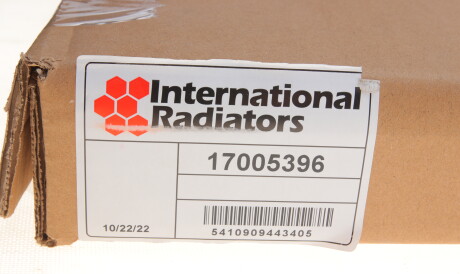 International
Radiators
17005396
10/22/22
5410909443405